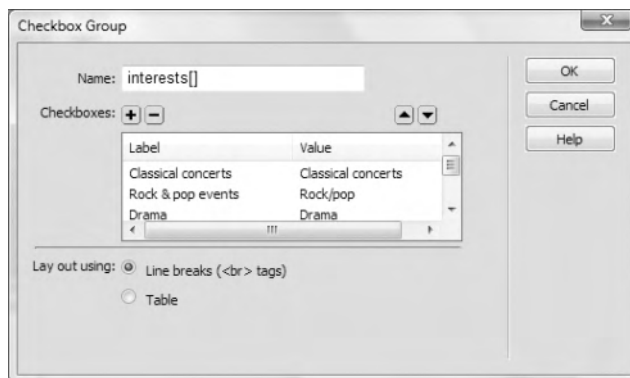 Checkbox Group
Name: interests[]
Checkboxes:
Label Value
Classical concerts Classical concerts
Rock & pop events Rock/pop
Drama Drama
Lay out using: Line breaks (<br> tags)
Table
OK
Cancel
Help